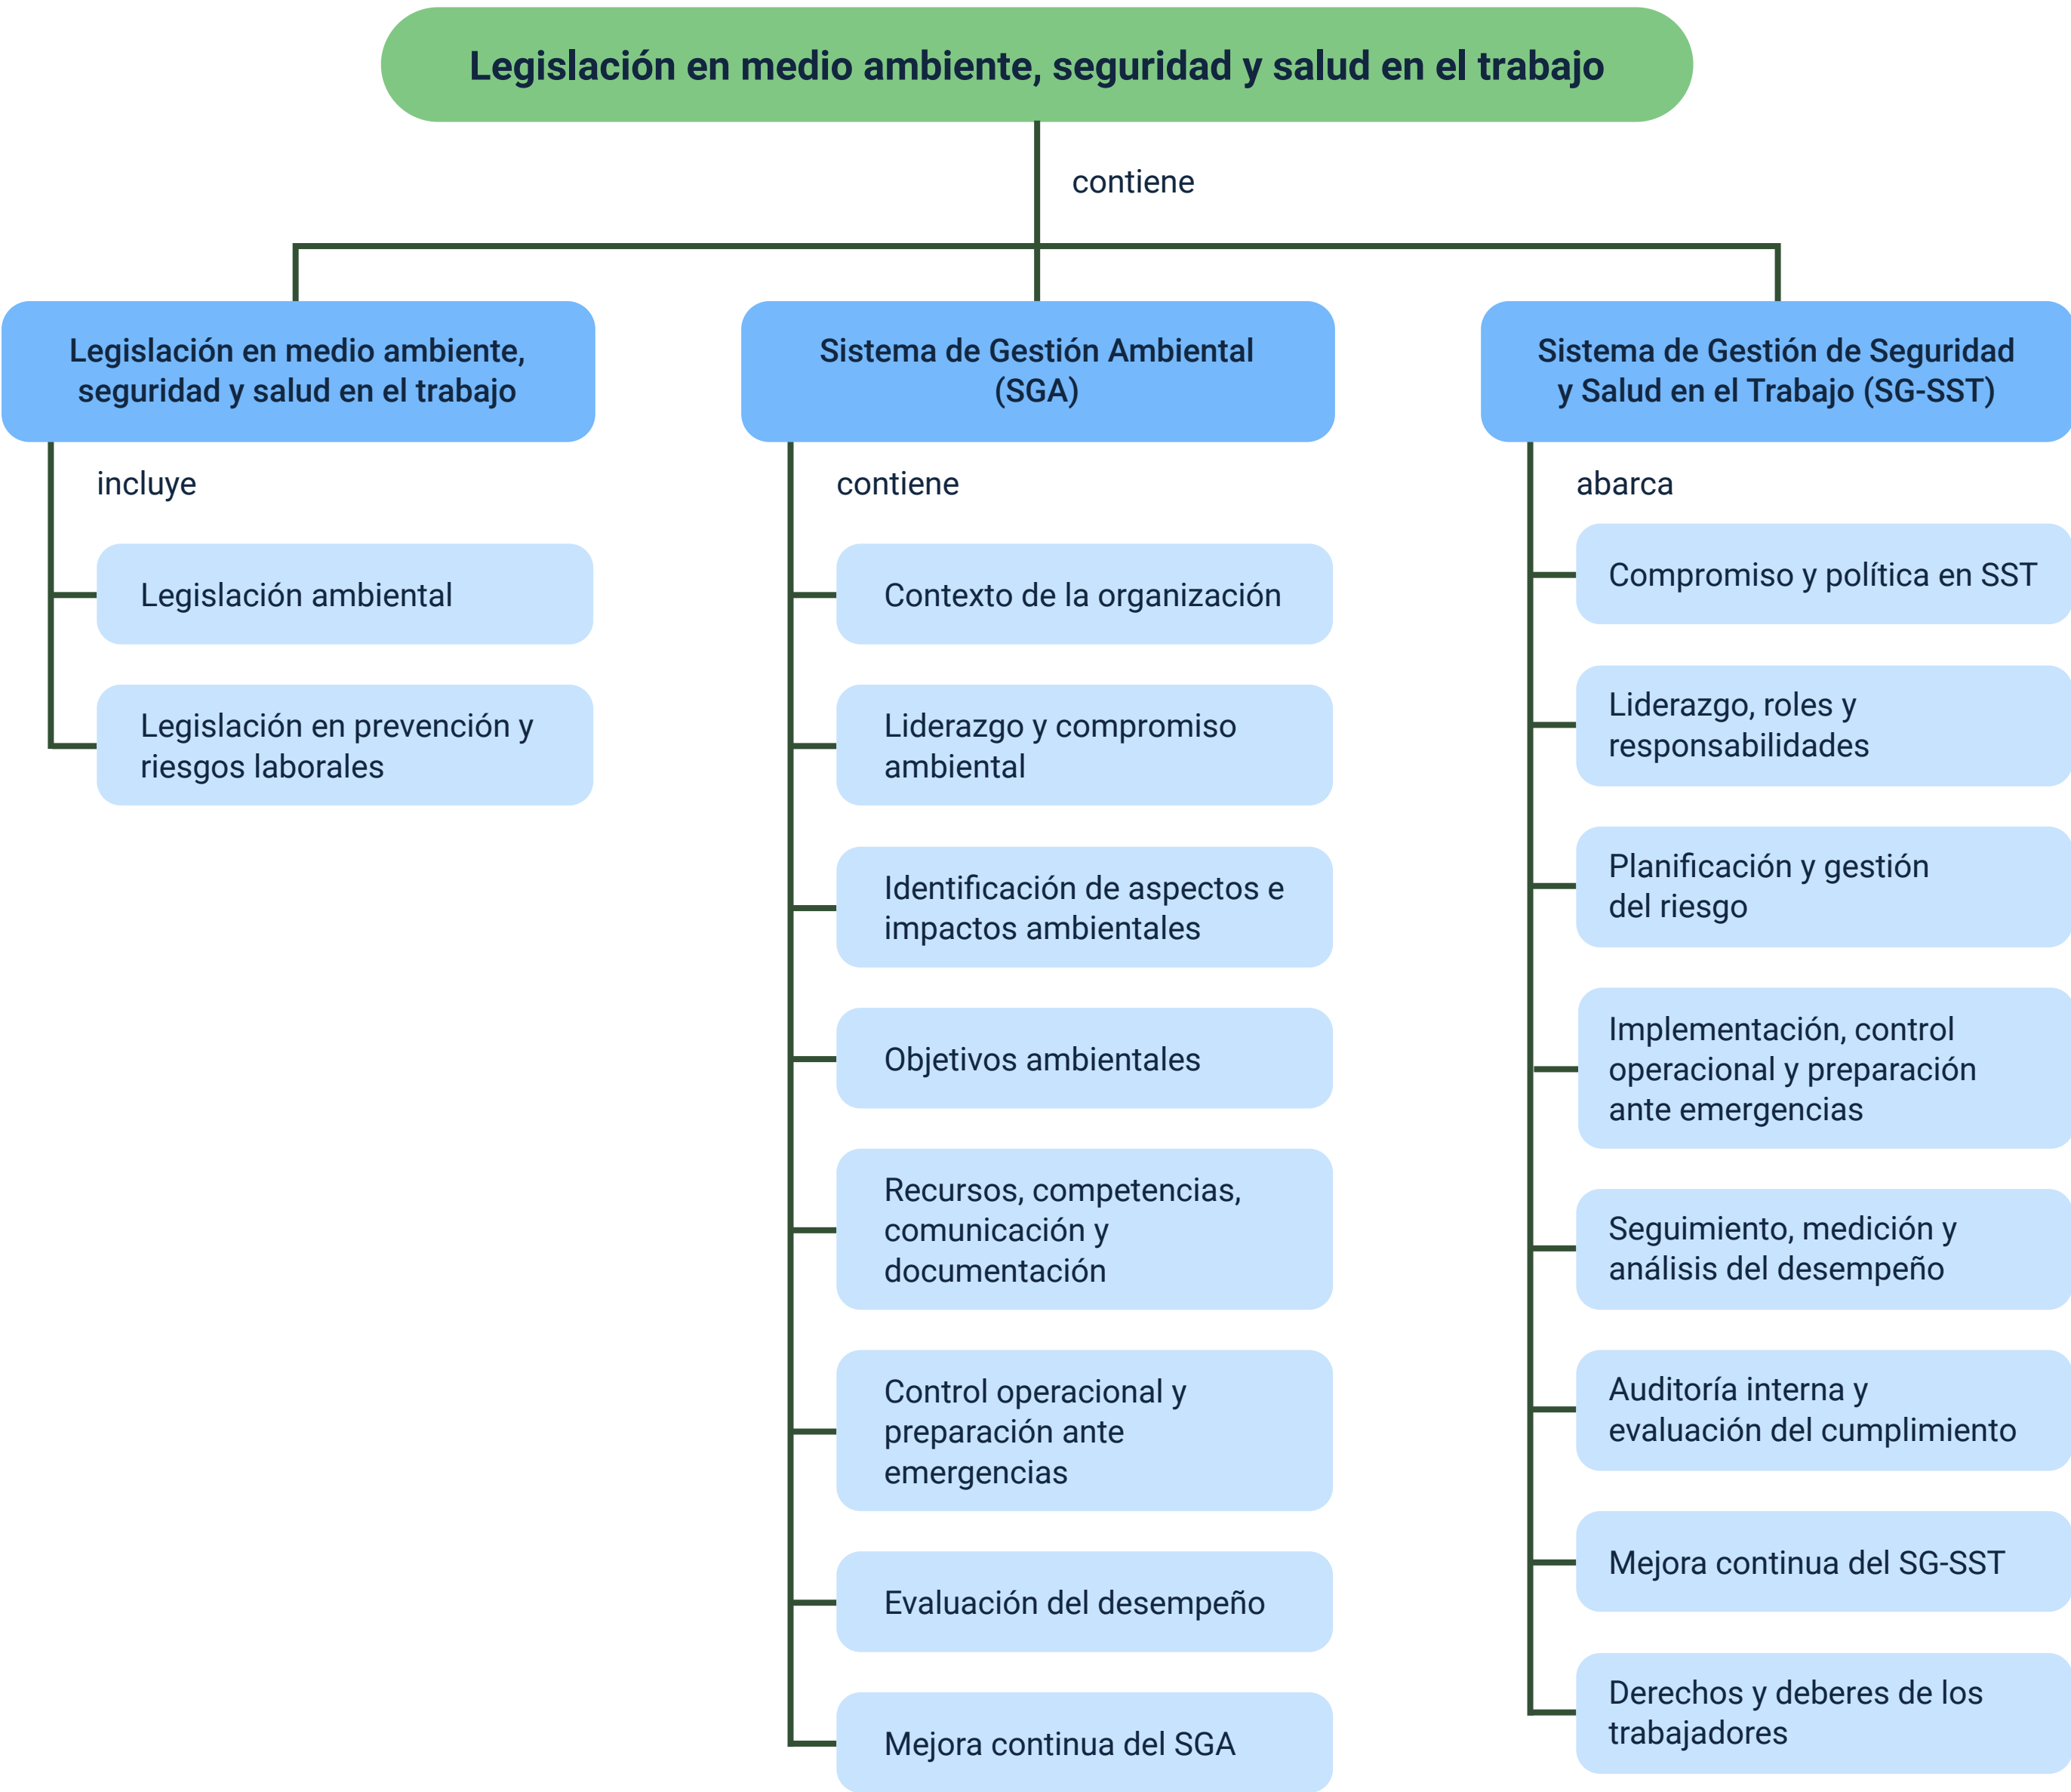 Legislación en medio ambiente, seguridad y salud en el trabajo
contiene
Legislación en medio ambiente,
seguridad y salud en el trabajo
incluye
Legislación ambiental
Legislación en prevención y
riesgos laborales
Sistema de Gestión Ambiental
(SGA)
contiene
Contexto de la organización
Liderazgo y compromiso
ambiental
Identificación de aspectos e
impactos ambientales
Objetivos ambientales
Recursos, competencias,
comunicación y
documentación
Control operacional y
preparación ante
emergencias
Evaluación del desempeño
Mejora continua del SGA
Sistema de Gestión de Seguridad
y Salud en el Trabajo (SG-SST)
abarca
Compromiso y política en SST
Liderazgo, roles y
responsabilidades
Planificación y gestión
del riesgo
Implementación, control
operacional y preparación
ante emergencias
Seguimiento, medición y
análisis del desempeño
Auditoría interna y
evaluación del cumplimiento
Mejora continua del SG-SST
Derechos y deberes de los
trabajadores